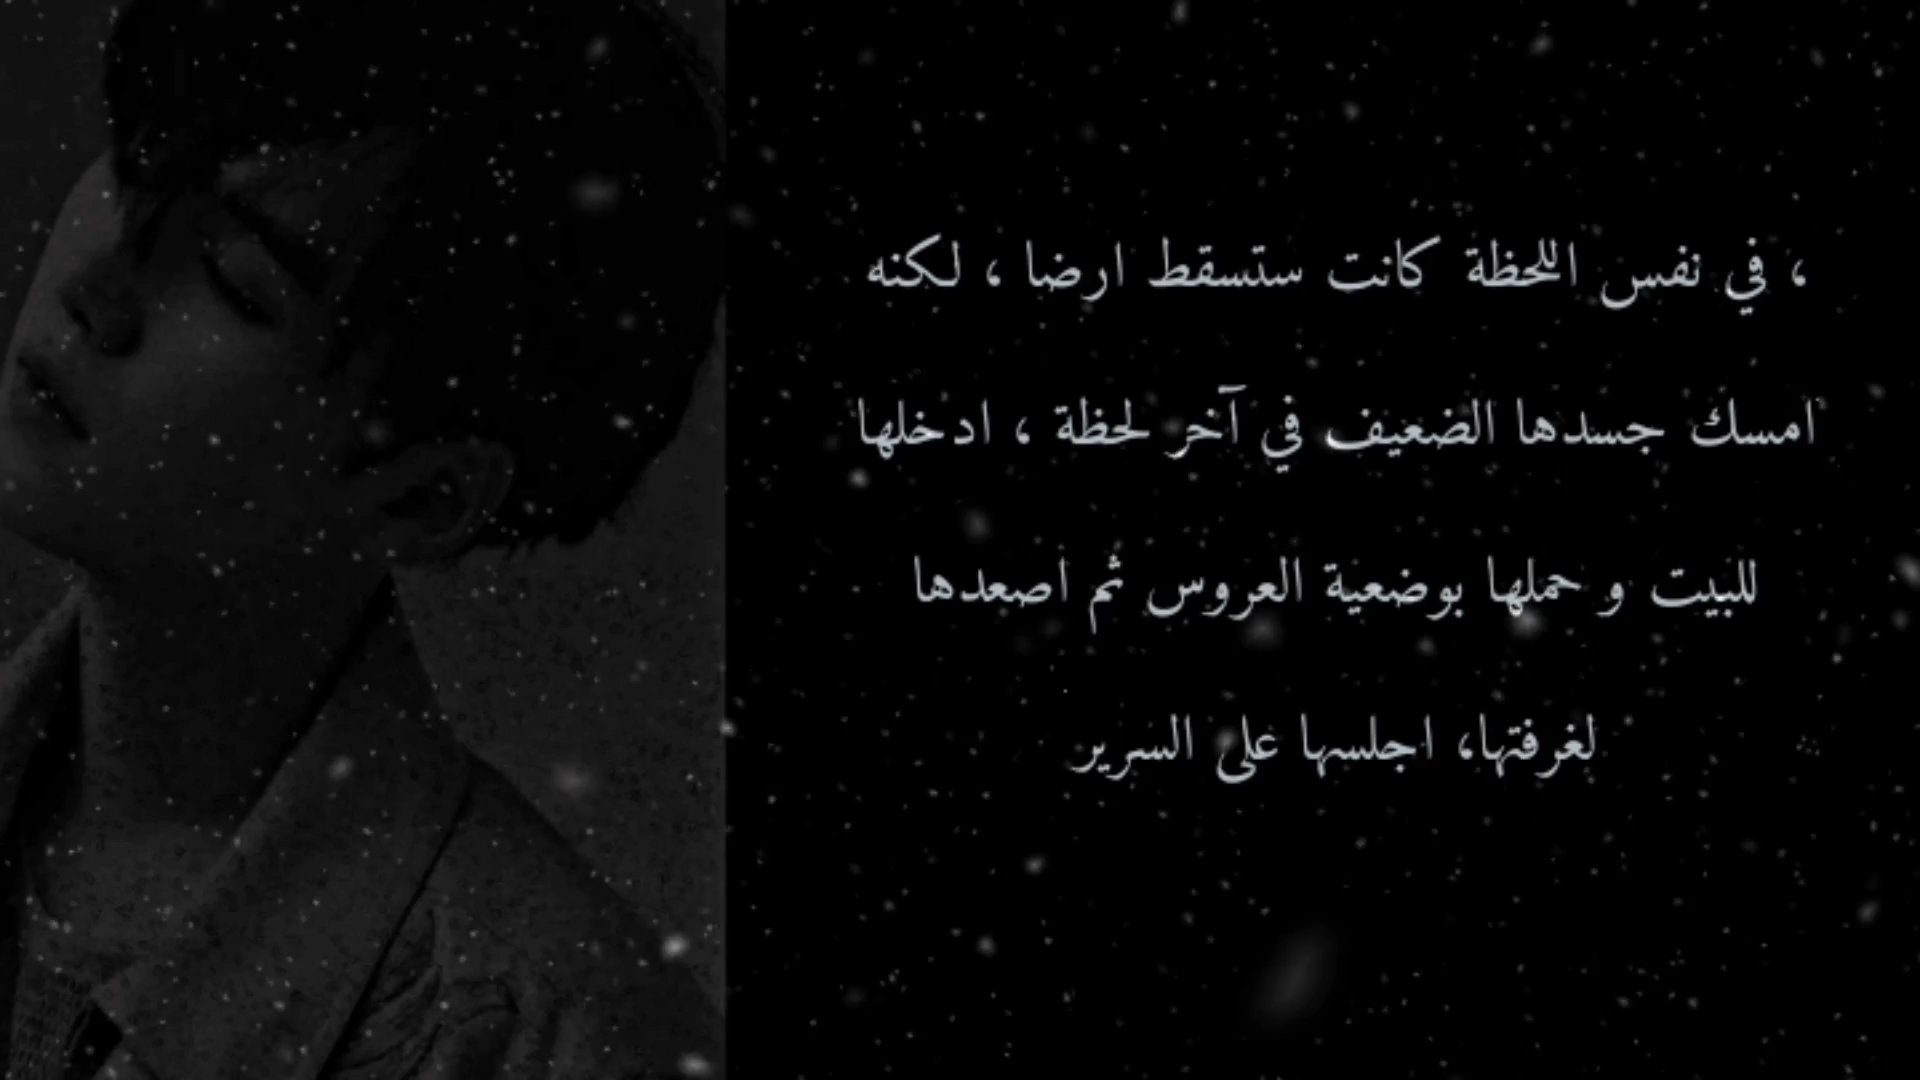 ، في نفس اللحظة كانت ستسقط ارضا ، لكنه
امسك جسدها الضعيف في آخر لحظة ، ادخلها
للبيت و حملها بوضعية العروس ثم اصعدها
لغرفتها، اجلسها على السرير